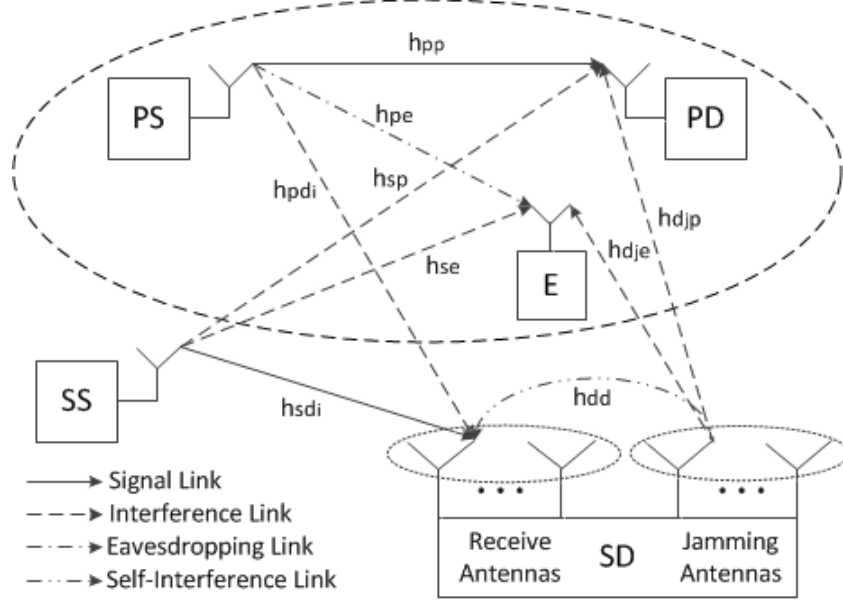 hpp
PS
PD
hpe
hsp
hpdi
hdjp
hdje
hse
E
SS
hsdi
hdd
Signal Link
Interference Link
Eavesdropping Link
Self-Interference Link
Receive Antennas
SD
Jamming Antennas